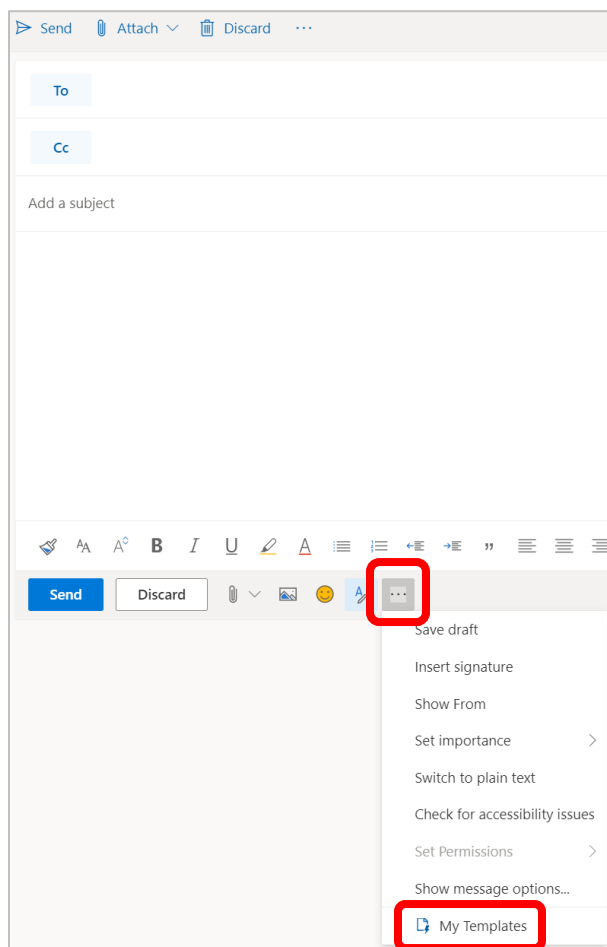 Send Attach Discard ...
To
Cc
Add a subject
B I U A
Send Discard ...
Save draft
Insert signature
Show From
Set importance
Switch to plain text
Check for accessibility issues
Set Permissions
Show message options...
My Templates